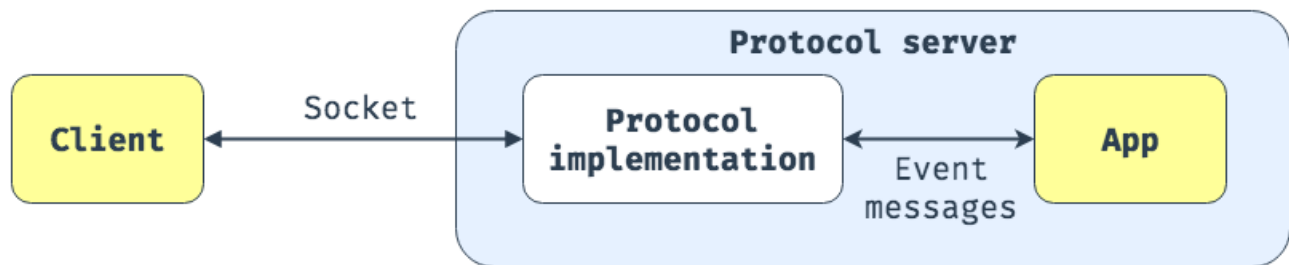 Protocol server
Client
Socket
Protocol
implementation
Event
messages
App